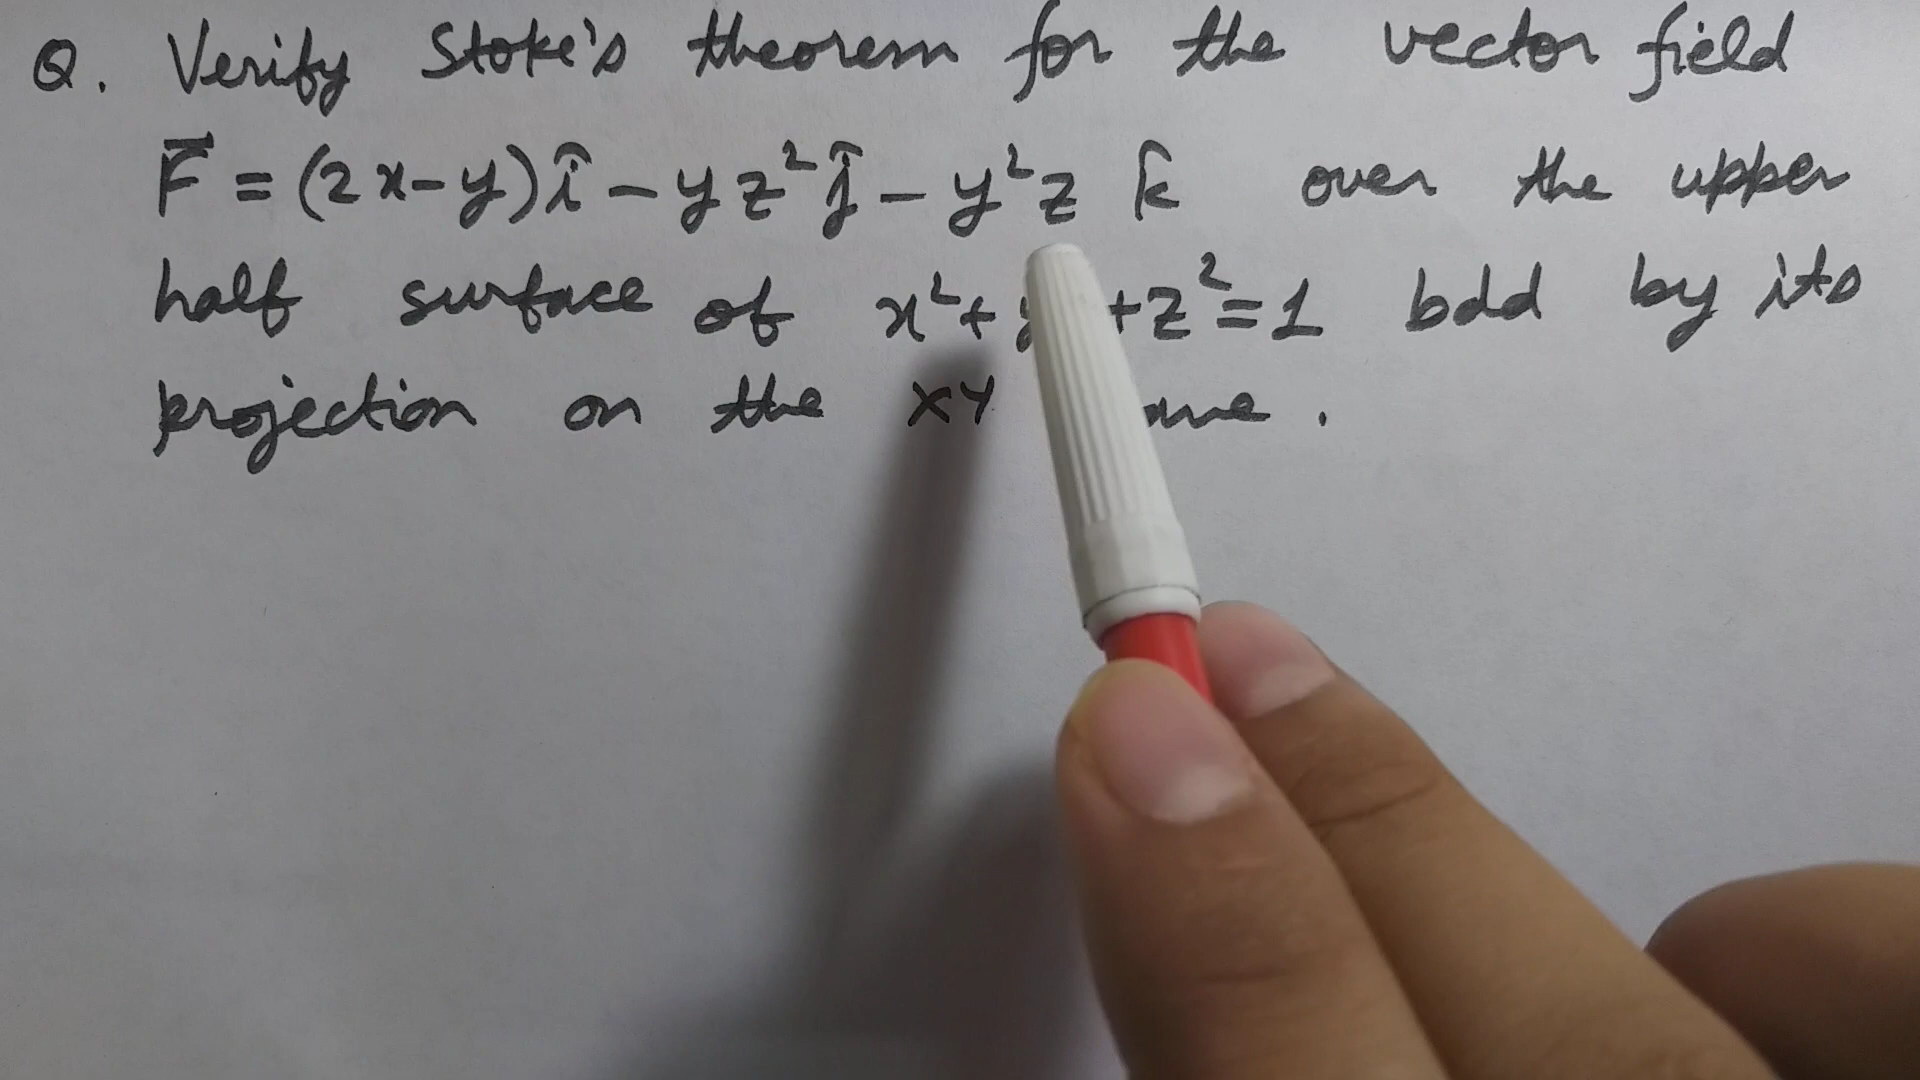 Q. Verify Stoke's theorem for the vector field
F⃗ = (2x-y)î - yz²ĵ - y²z k̂ over the upper
half surface of x²+ y +z²=1 bdd by its
projection on the XY